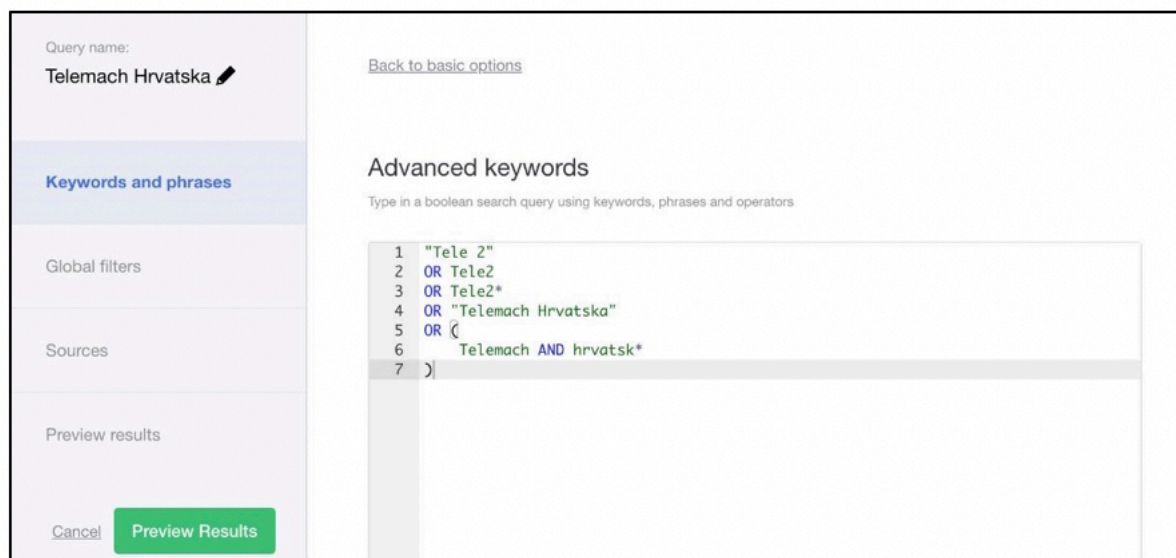 Query name:
Telemach Hrvatska
Back to basic options
Keywords and phrases
Advanced keywords
Type in a boolean search query using keywords, phrases and operators
Global filters
Sources
Preview results
Cancel
Preview Results
1 "Tele 2"
2 OR Tele2
3 OR Tele2*
4 OR "Telemach Hrvatska"
5 OR (
6 Telemach AND hrvatsk*
7 )